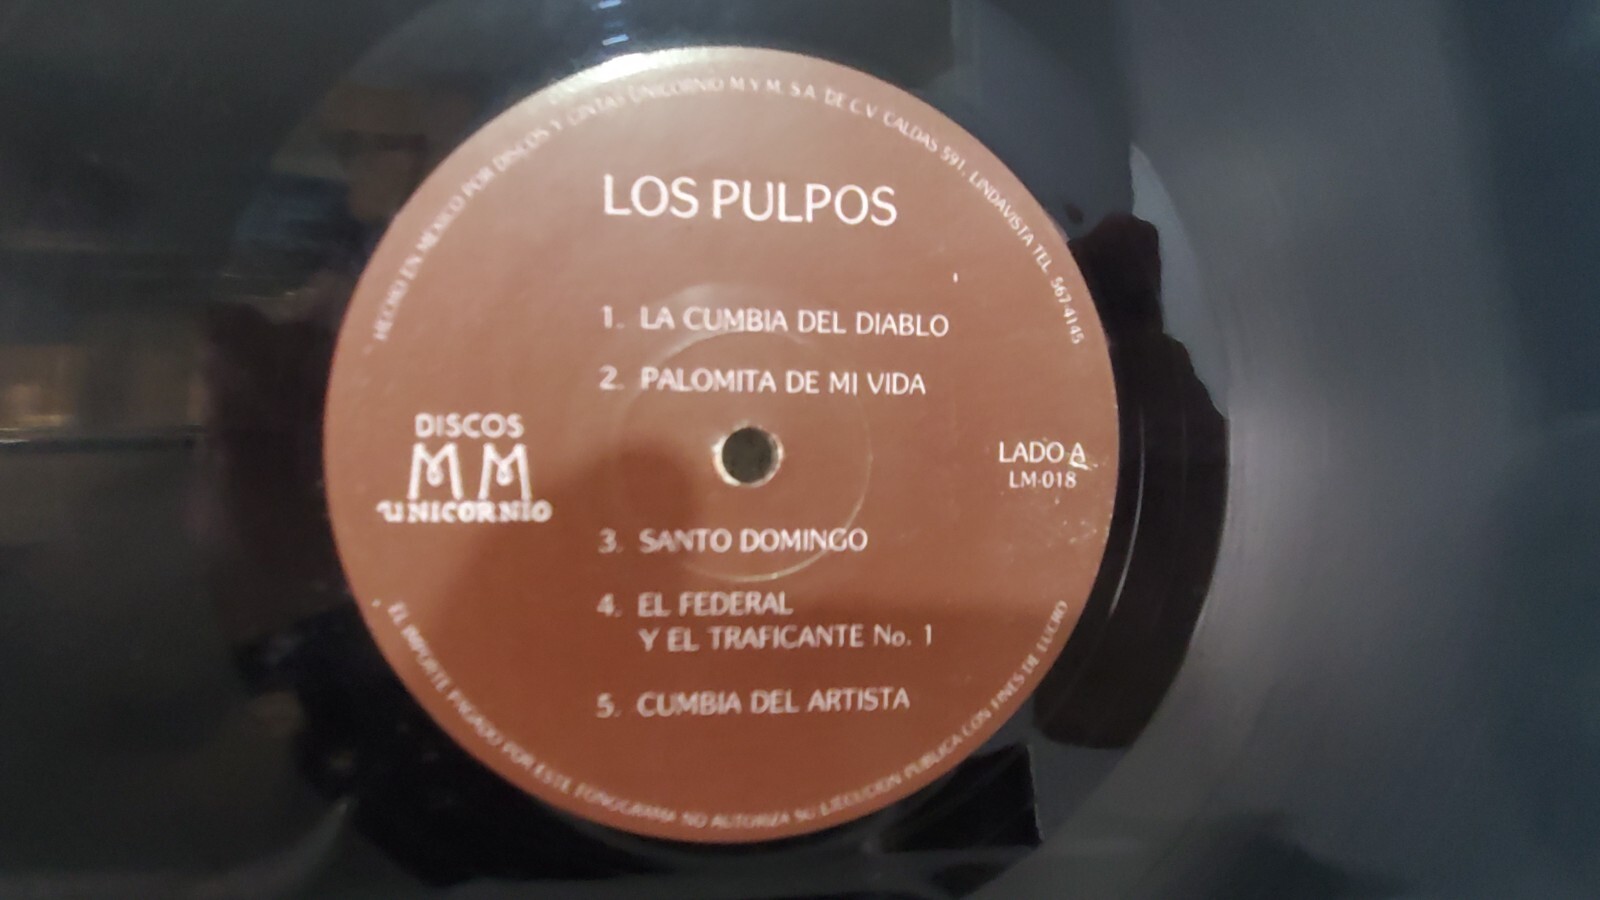 HECHO EN MEXICO POR DISCOS Y CINTAS UNICORNIO M.Y M. S.A. DE C.V. CALDAS 591, LINDAVISTA TEL. 567-4145
LOS PULPOS
1. LA CUMBIA DEL DIABLO
2. PALOMITA DE MI VIDA
DISCOS
MM
UNICORNIO
LADO A
LM-018
3. SANTO DOMINGO
4. EL FEDERAL
Y EL TRAFICANTE No. 1
5. CUMBIA DEL ARTISTA
EL IMPORTE PAGADO POR ESTE FONOGRAMA NO AUTORIZA SU EJECUCION PUBLICA CON FINES DE LUCRO